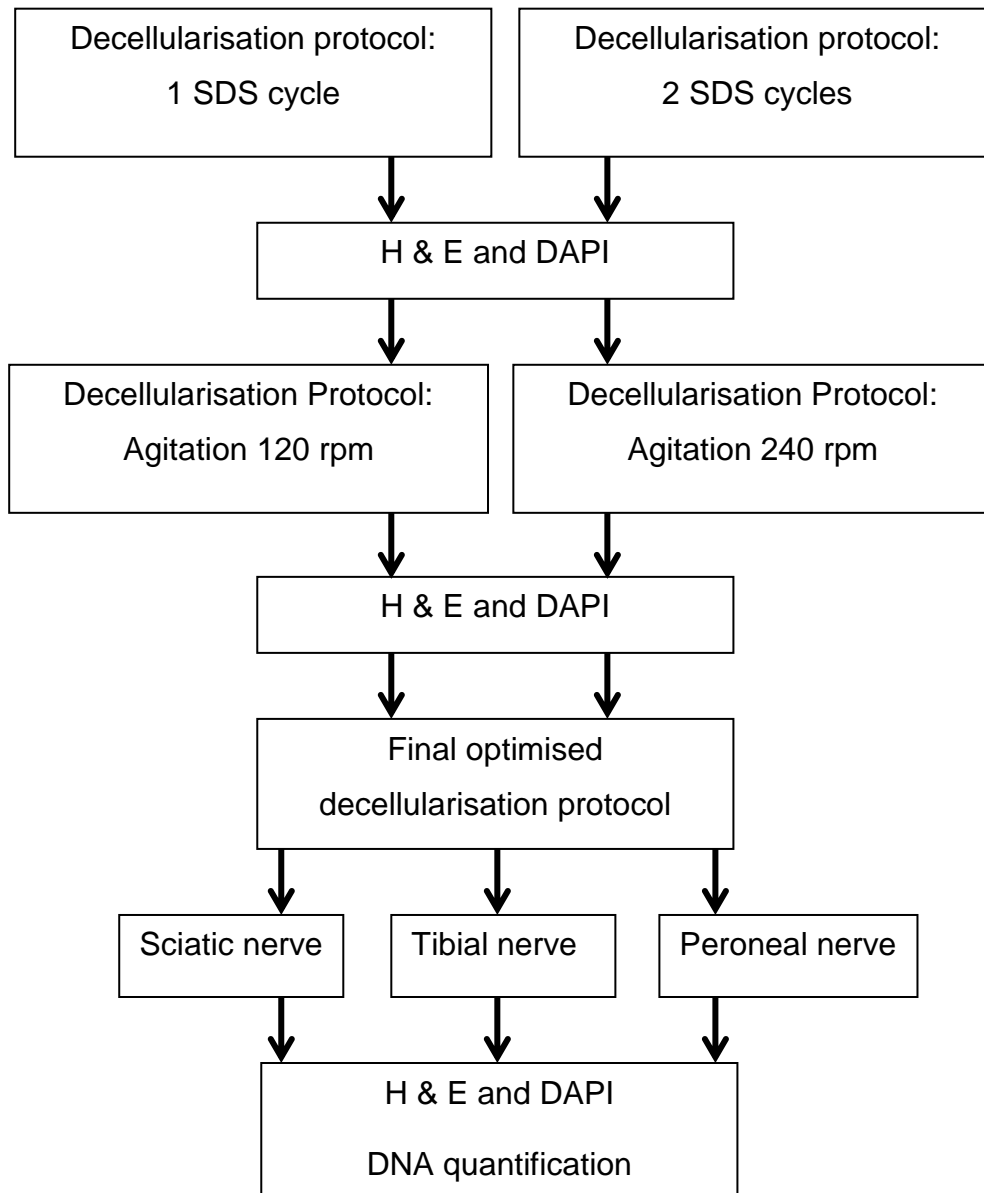 Decellularisation protocol:
1 SDS cycle
Decellularisation protocol:
2 SDS cycles
H & E and DAPI
Decellularisation Protocol:
Agitation 120 rpm
Decellularisation Protocol:
Agitation 240 rpm
H & E and DAPI
Final optimised
decellularisation protocol
Sciatic nerve
Tibial nerve
Peroneal nerve
H & E and DAPI
DNA quantification